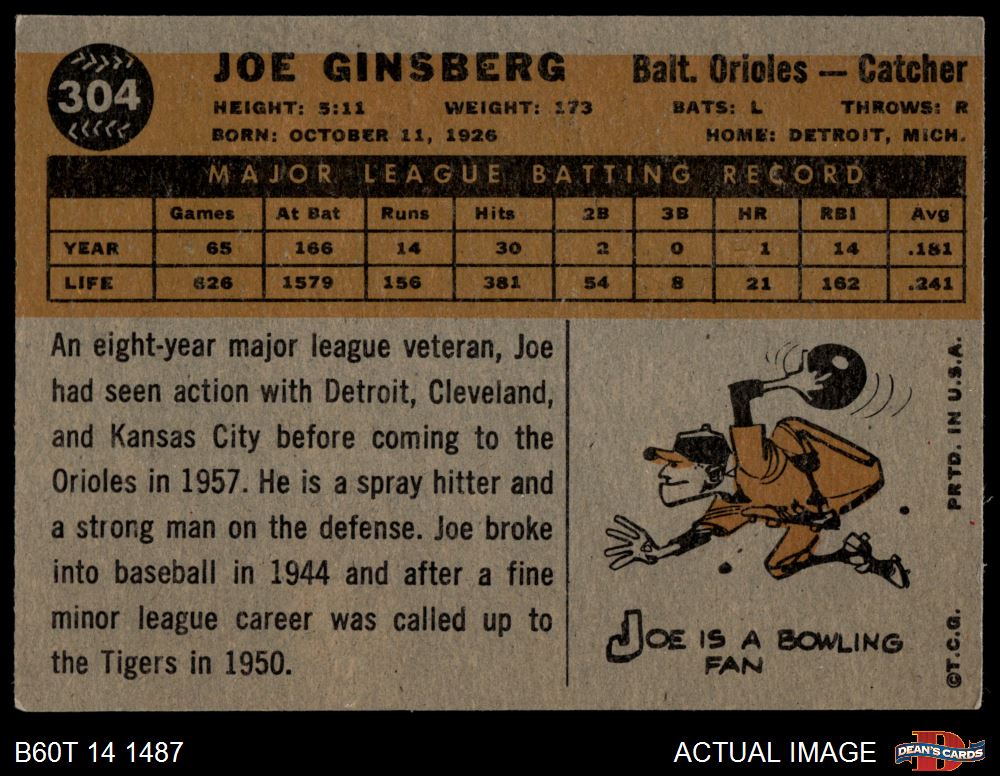 304
JOE GINSBERG
Balt. Orioles — Catcher
HEIGHT: 5:11 WEIGHT: 173 BATS: L THROWS: R
BORN: OCTOBER 11, 1926 HOME: DETROIT, MICH.
MAJOR LEAGUE BATTING RECORD
Games At Bat Runs Hits 2B 3B HR RBI Avg
YEAR 65 166 14 30 2 0 1 14 .181
LIFE 626 1579 156 381 54 8 21 162 .241
An eight-year major league veteran, Joe
had seen action with Detroit, Cleveland,
and Kansas City before coming to the
Orioles in 1957. He is a spray hitter and
a strong man on the defense. Joe broke
into baseball in 1944 and after a fine
minor league career was called up to
the Tigers in 1950.
JOE IS A BOWLING
FAN
©T.C.G. PRTD. IN U.S.A.
B60T 14 1487
ACTUAL IMAGE
DEAN'S CARDS